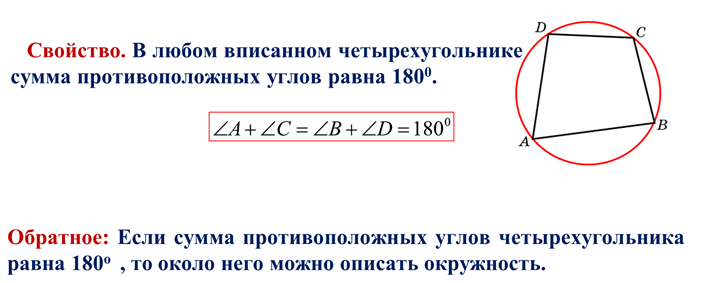 Свойство. В любом вписанном четырехугольнике
сумма противоположных углов равна 180⁰.
∠A + ∠C = ∠B + ∠D = 180⁰
D
C
A
B
Обратное: Если сумма противоположных углов четырехугольника
равна 180º , то около него можно описать окружность.